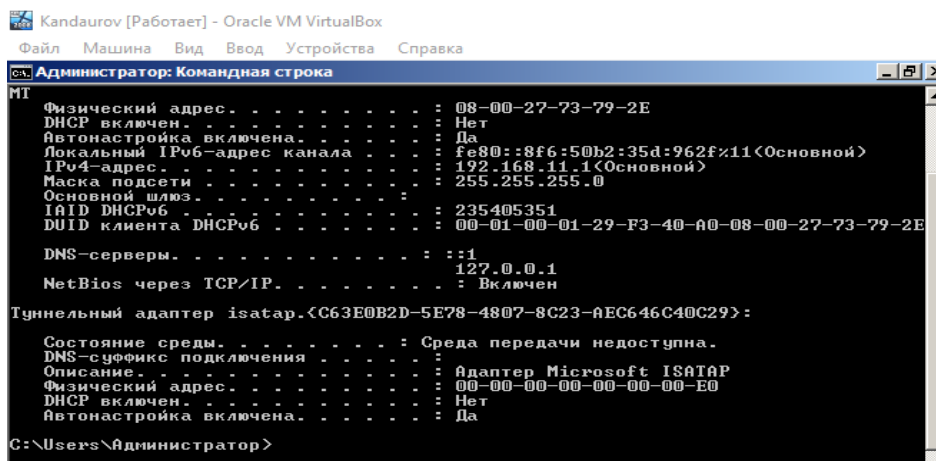 Kandaurov [Работает] - Oracle VM VirtualBox
Файл Машина Вид Ввод Устройства Справка
Администратор: Командная строка
MT
Физический адрес. . . . . . . . . : 08-00-27-73-79-2E
DHCP включен. . . . . . . . . . . : Нет
Автонастройка включена. . . . . . : Да
Локальный IPv6-адрес канала . . . : fe80::8f6:50b2:35d:962f%11(Основной)
IPv4-адрес. . . . . . . . . . . . : 192.168.11.1(Основной)
Маска подсети . . . . . . . . . . : 255.255.255.0
Основной шлюз. . . . . . . . . :
IAID DHCPv6 . . . . . . . . . . . : 235405351
DUID клиента DHCPv6 . . . . . . . : 00-01-00-01-29-F3-40-A0-08-00-27-73-79-2E
DNS-серверы. . . . . . . . . . . : ::1
127.0.0.1
NetBios через TCP/IP. . . . . . . . : Включен
Туннельный адаптер isatap.{C63E0B2D-5E78-4807-8C23-AEC646C40C29}:
Состояние среды. . . . . . . . : Среда передачи недоступна.
DNS-суффикс подключения . . . . . :
Описание. . . . . . . . . . . . . : Адаптер Microsoft ISATAP
Физический адрес. . . . . . . . . : 00-00-00-00-00-00-00-E0
DHCP включен. . . . . . . . . . . : Нет
Автонастройка включена. . . . . . : Да
C:\Users\Администратор>